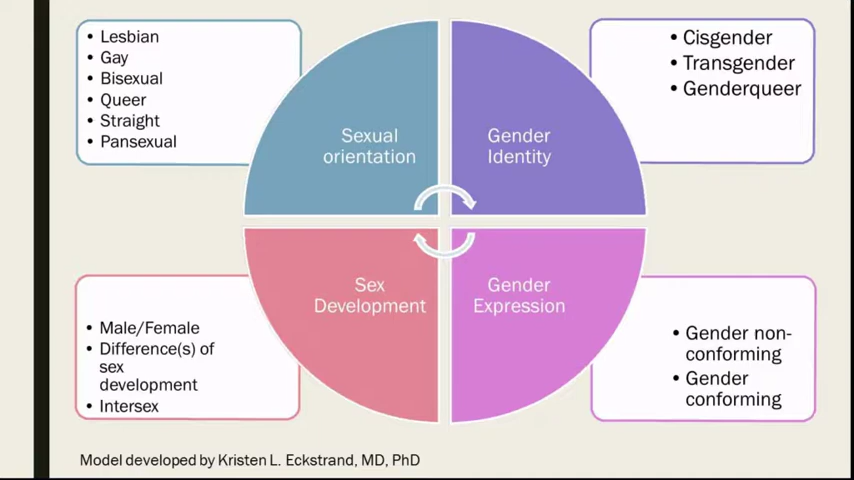 Lesbian
Gay
Bisexual
Queer
Straight
Pansexual
Sexual
orientation
Gender
Identity
Cisgender
Transgender
Genderqueer
Male/Female
Difference(s) of
sex
development
Intersex
Sex
Development
Gender
Expression
Gender non-
conforming
Gender
conforming
Model developed by Kristen L. Eckstrand, MD, PhD